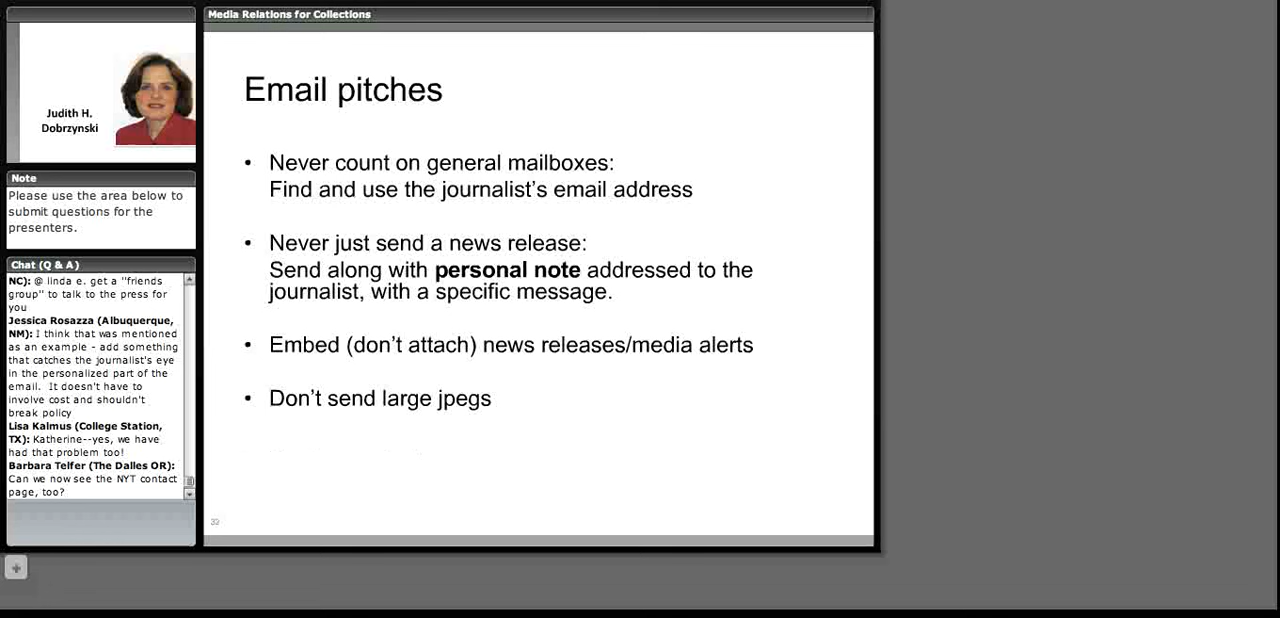 Media Relations for Collections
Judith H.
Dobrzynski
Note
Please use the area below to
submit questions for the
presenters.
Chat (Q & A)
NC): @ linda e. get a "friends
group" to talk to the press for
you
Jessica Rosazza (Albuquerque,
NM): I think that was mentioned
as an example - add something
that catches the journalist's eye
in the personalized part of the
email. It doesn't have to
involve cost and shouldn't
break policy
Lisa Kalmus (College Station,
TX): Katherine--yes, we have
had that problem too!
Barbara Telfer (The Dalles OR):
Can we now see the NYT contact
page, too?
Email pitches
• Never count on general mailboxes:
Find and use the journalist’s email address
• Never just send a news release:
Send along with personal note addressed to the
journalist, with a specific message.
• Embed (don’t attach) news releases/media alerts
• Don’t send large jpegs